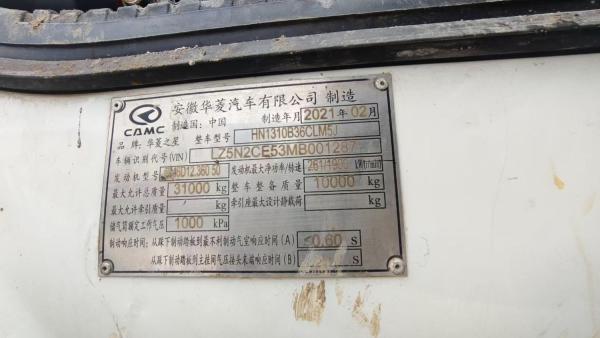 CAMC 安徽华菱汽车有限公司 制造
制造国：中国 制造年月 2021 年 02 月
品牌：华菱之星 整车型号 HN1310B36CLM5J
车辆识别代号(VIN) LZ5N2CE53MB001287
发动机型号 6D12.360 50 发动机最大净功率/转速 261/1900 kW(r/min)
最大允许总质量 31000 kg 整车整备质量 10000 kg
最大允许牵引质量 kg 牵引座最大设计静载荷 kg
储气筒额定工作气压 1000 kPa
制动响应时间：从踩下制动踏板到最不利制动气室响应时间(A) ≤0.60 s
从踩下制动踏板到主挂间气压接头末端响应时间(B) s